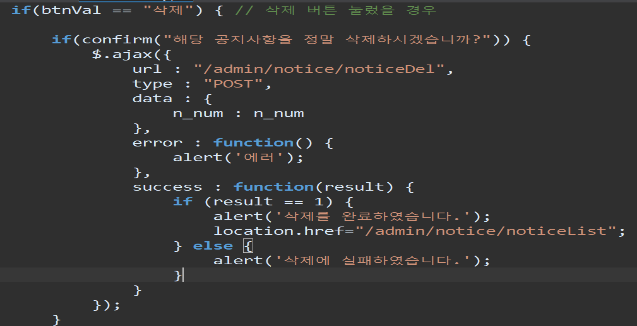 if(btnVal == "삭제") { // 삭제 버튼 눌렀을 경우
if(confirm("해당 공지사항을 정말 삭제하시겠습니까?")) {
$.ajax({
url : "/admin/notice/noticeDel",
type : "POST",
data : {
n_num : n_num
},
error : function() {
alert('에러');
},
success : function(result) {
if (result == 1) {
alert('삭제를 완료하였습니다.');
location.href="/admin/notice/noticeList";
} else {
alert('삭제에 실패하였습니다.');
}
}
});
}